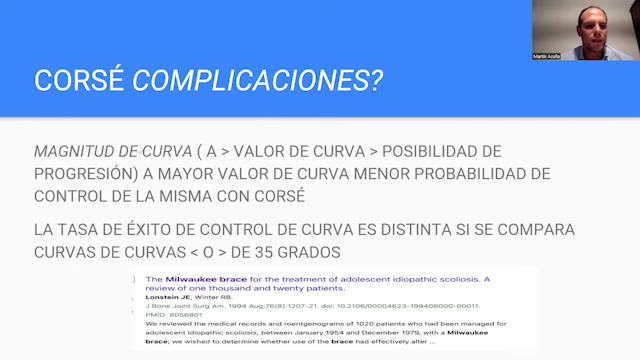 Martín Acuña
CORSÉ COMPLICACIONES?
MAGNITUD DE CURVA ( A > VALOR DE CURVA > POSIBILIDAD DE
PROGRESIÓN) A MAYOR VALOR DE CURVA MENOR PROBABILIDAD DE
CONTROL DE LA MISMA CON CORSÉ
LA TASA DE ÉXITO DE CONTROL DE CURVA ES DISTINTA SI SE COMPARA
CURVAS DE CURVAS < O > DE 35 GRADOS
The Milwaukee brace for the treatment of adolescent idiopathic scoliosis. A
review of one thousand and twenty patients.
Lonstein JE, Winter RB.
J Bone Joint Surg Am. 1994 Aug;76(8):1207-21. doi: 10.2106/00004623-199408000-00011.
PMID: 8056801
We reviewed the medical records and roentgenograms of 1020 patients who had been managed for
adolescent idiopathic scoliosis, between January 1954 and December 1979, with a Milwaukee
brace; we wished to determine whether use of the brace had effectively alter ...